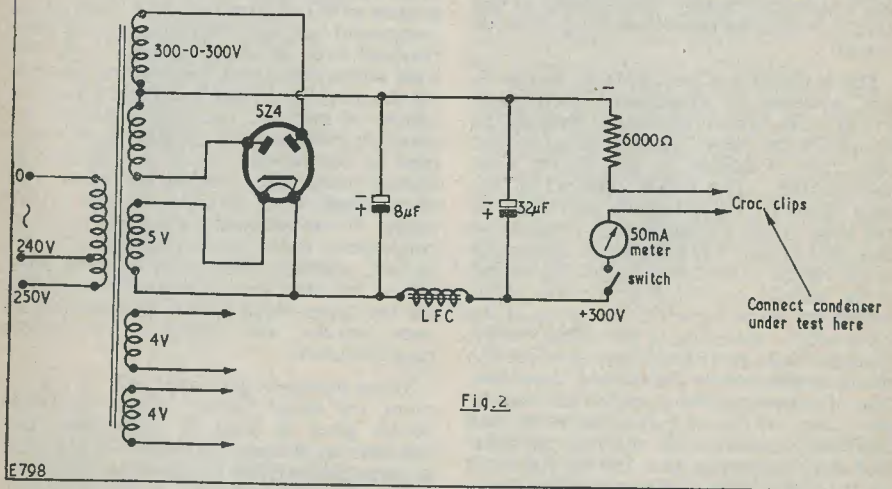 300-0-300V
5Z4
−
6000Ω
0
~
240V
250V
5V
− + 8μF
− + 32μF
Croc clips
50mA
meter
switch
LFC
+300V
Connect condenser
under test here
4V
4V
Fig.2
E798